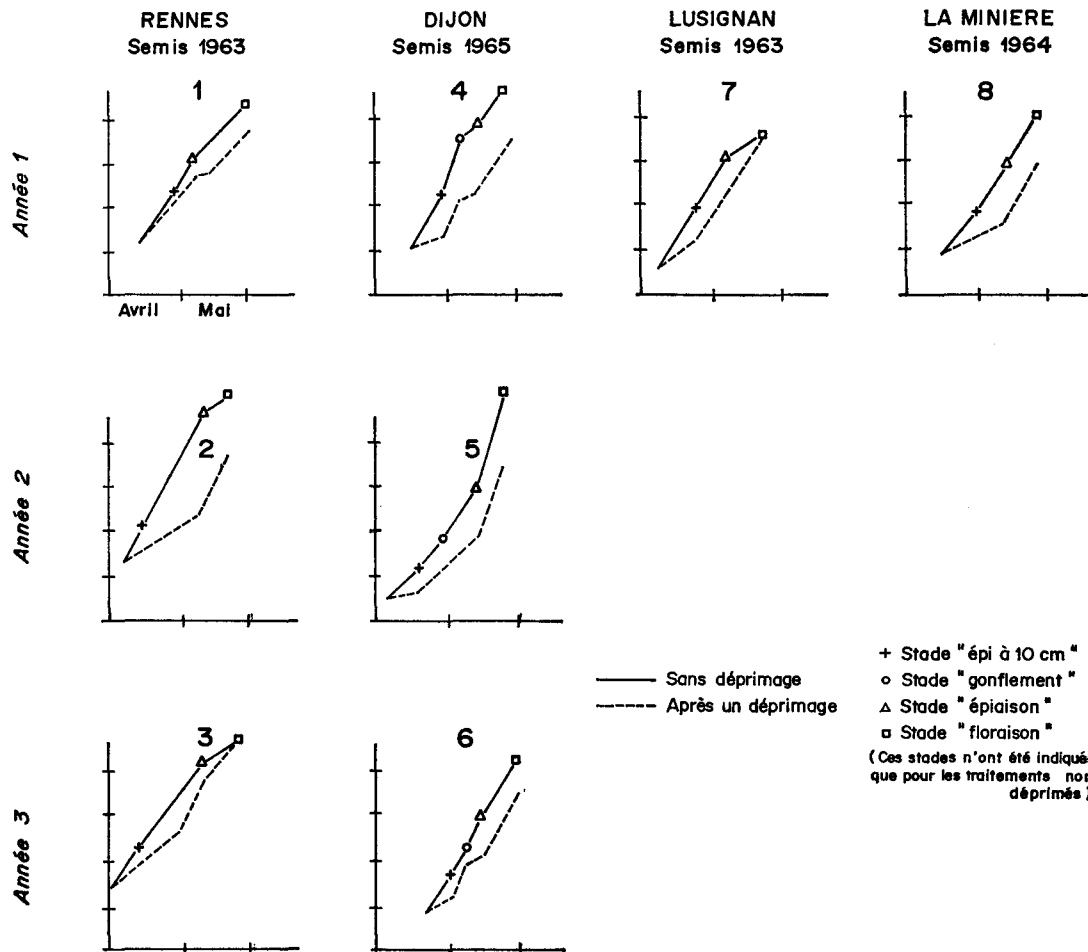 RENNES
Semis 1963
DIJON
Semis 1965
LUSIGNAN
Semis 1963
LA MINIERE
Semis 1964
Année 1
1
4
7
8
Avril Mai
Année 2
2
5
Sans déprimage
Après un déprimage
+ Stade "épi à 10 cm"
o Stade "gonflement"
△ Stade "épiaison"
□ Stade "floraison"
(Ces stades n'ont été indiqué
que pour les traitements non
déprimés)
Année 3
3
6